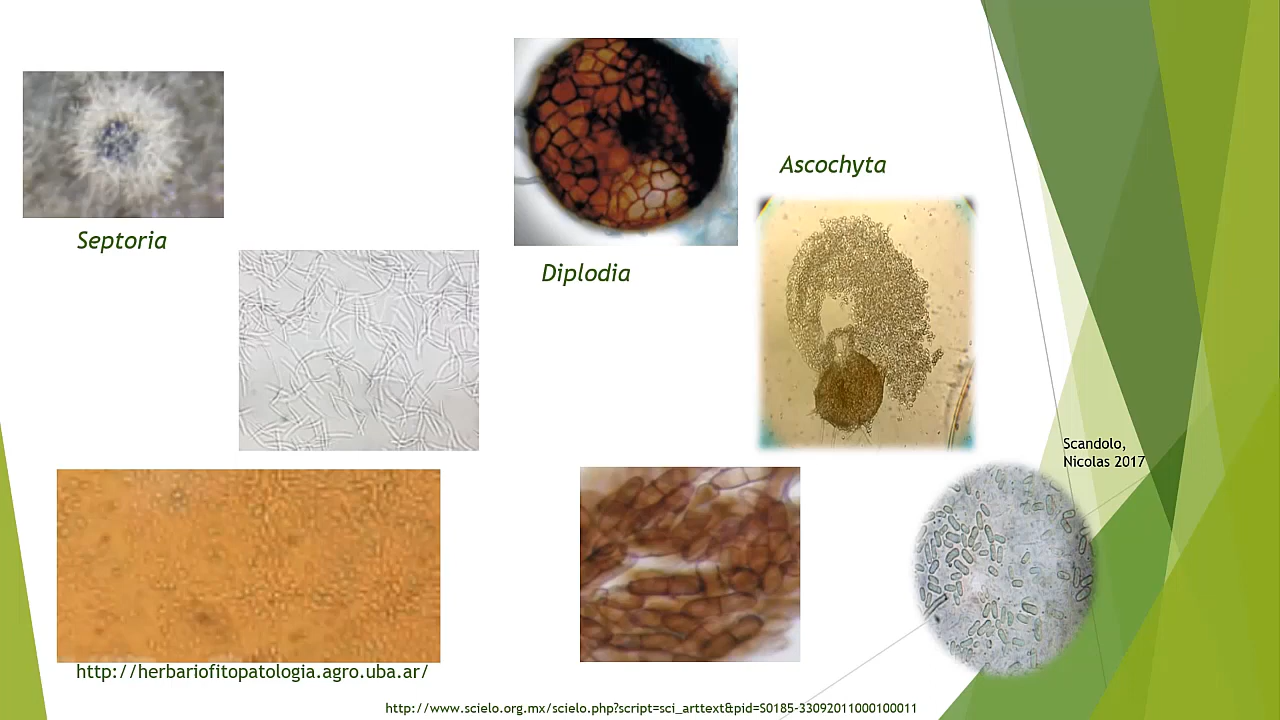 Septoria
Diplodia
Ascochyta
Scandolo,
Nicolas 2017
http://herbariofitopatologia.agro.uba.ar/
http://www.scielo.org.mx/scielo.php?script=sci_arttext&pid=S0185-33092011000100011